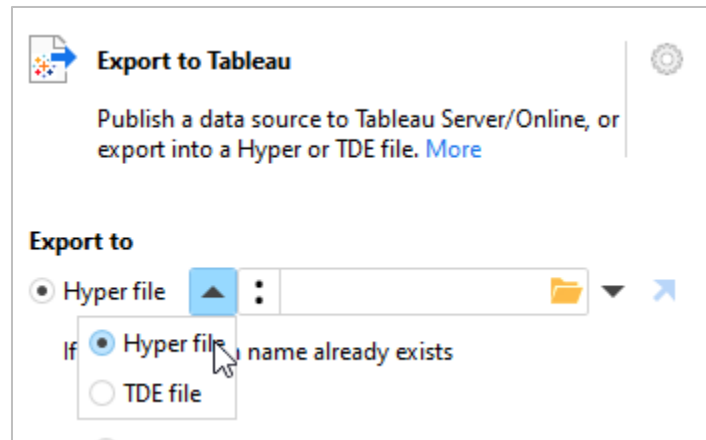 Export to Tableau
Publish a data source to Tableau Server/Online, or
export into a Hyper or TDE file. More
Export to
Hyper file :
If name already exists
Hyper file
TDE file